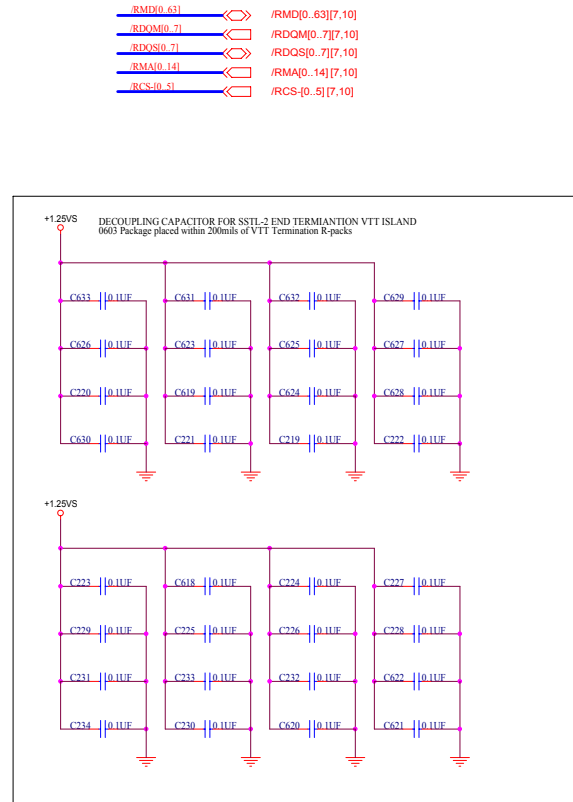 /RMD[0..63] /RMD[0..63][7,10]
/RDQM[0..7] /RDQM[0..7][7,10]
/RDQS[0..7] /RDQS[0..7][7,10]
/RMA[0..14] /RMA[0..14] [7,10]
/RCS-[0..5] /RCS-[0..5] [7,10]
+1.25VS
DECOUPLING CAPACITOR FOR SSTL-2 END TERMIANTION VTT ISLAND
0603 Package placed within 200mils of VTT Termination R-packs
C633 0.1UF C631 0.1UF C632 0.1UF C629 0.1UF
C626 0.1UF C623 0.1UF C625 0.1UF C627 0.1UF
C220 0.1UF C619 0.1UF C624 0.1UF C628 0.1UF
C630 0.1UF C221 0.1UF C219 0.1UF C222 0.1UF
+1.25VS
C223 0.1UF C618 0.1UF C224 0.1UF C227 0.1UF
C229 0.1UF C225 0.1UF C226 0.1UF C228 0.1UF
C231 0.1UF C233 0.1UF C232 0.1UF C622 0.1UF
C234 0.1UF C230 0.1UF C620 0.1UF C621 0.1UF